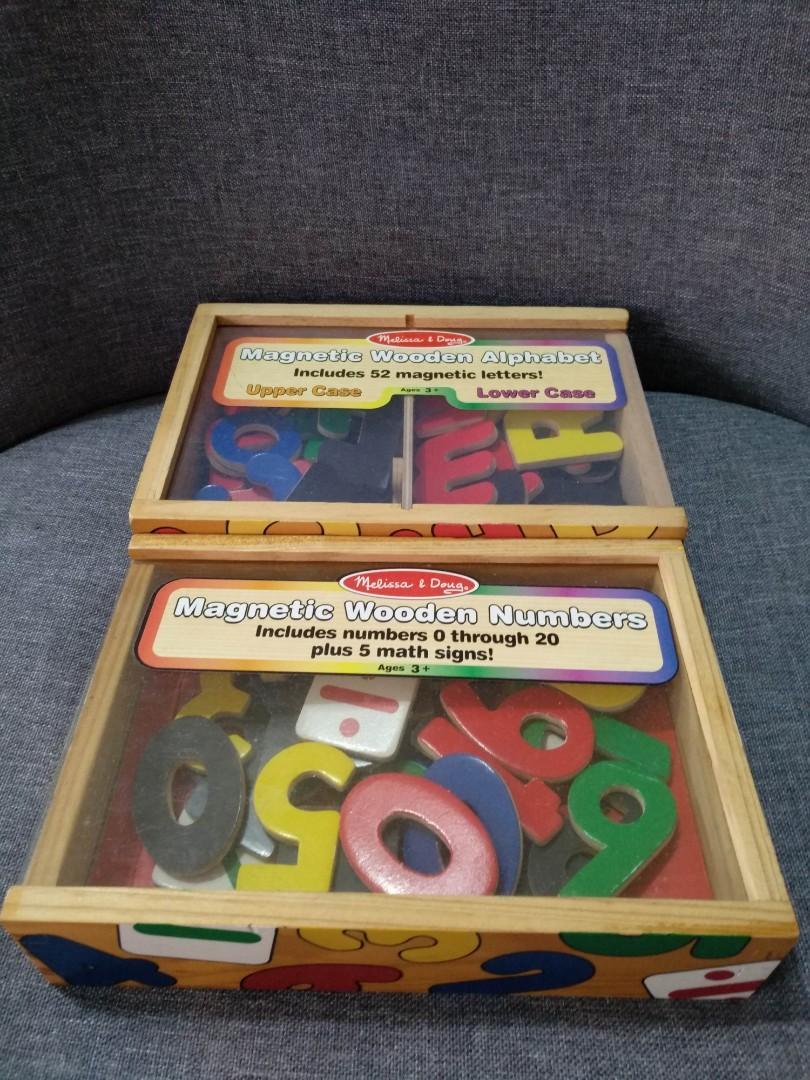 Melissa & Doug®
Magnetic Wooden Alphabet
Includes 52 magnetic letters!
Upper Case Ages 3+ Lower Case
Melissa & Doug®
Magnetic Wooden Numbers
Includes numbers 0 through 20
plus 5 math signs!
Ages 3+